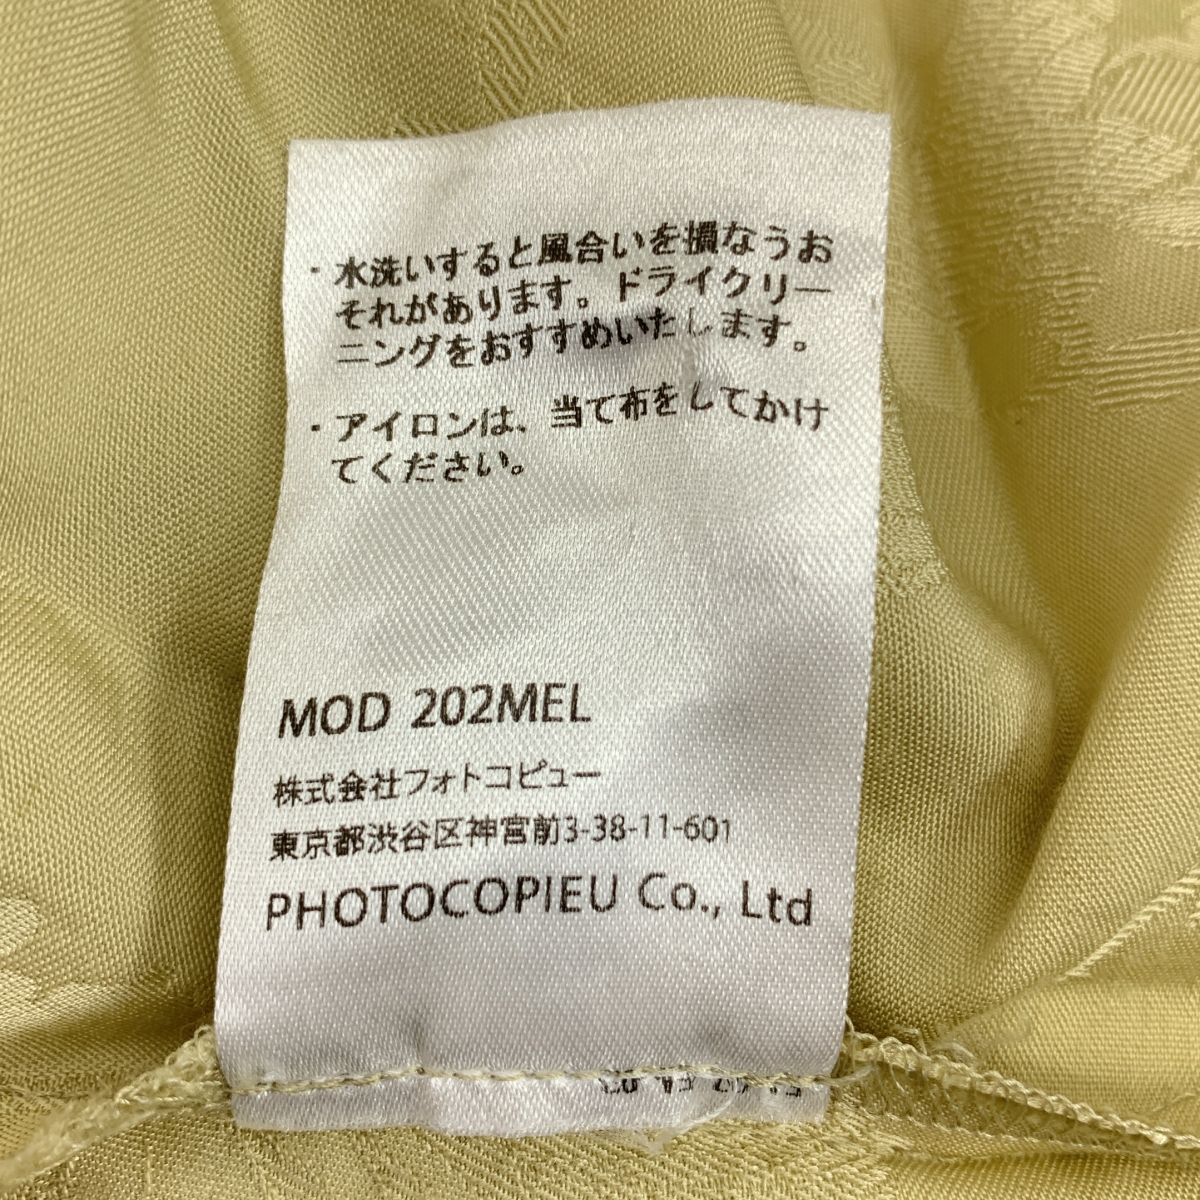 ・水洗いすると風合いを損なうお
それがあります。ドライクリー
ニングをおすすめいたします。
・アイロンは、当て布をしてかけ
てください。
MOD 202MEL
株式会社フォトコピュー
東京都渋谷区神宮前3-38-11-601
PHOTOCOPIEU Co., Ltd